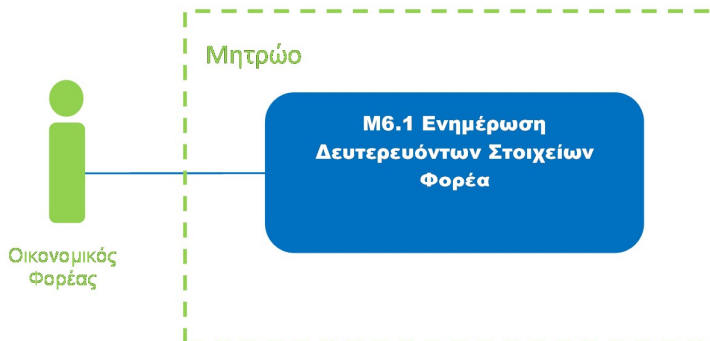 Μητρώο
Μ6.1 Ενημέρωση
Δευτερευόντων Στοιχείων
Φορέα
Οικονομικός
Φορέας